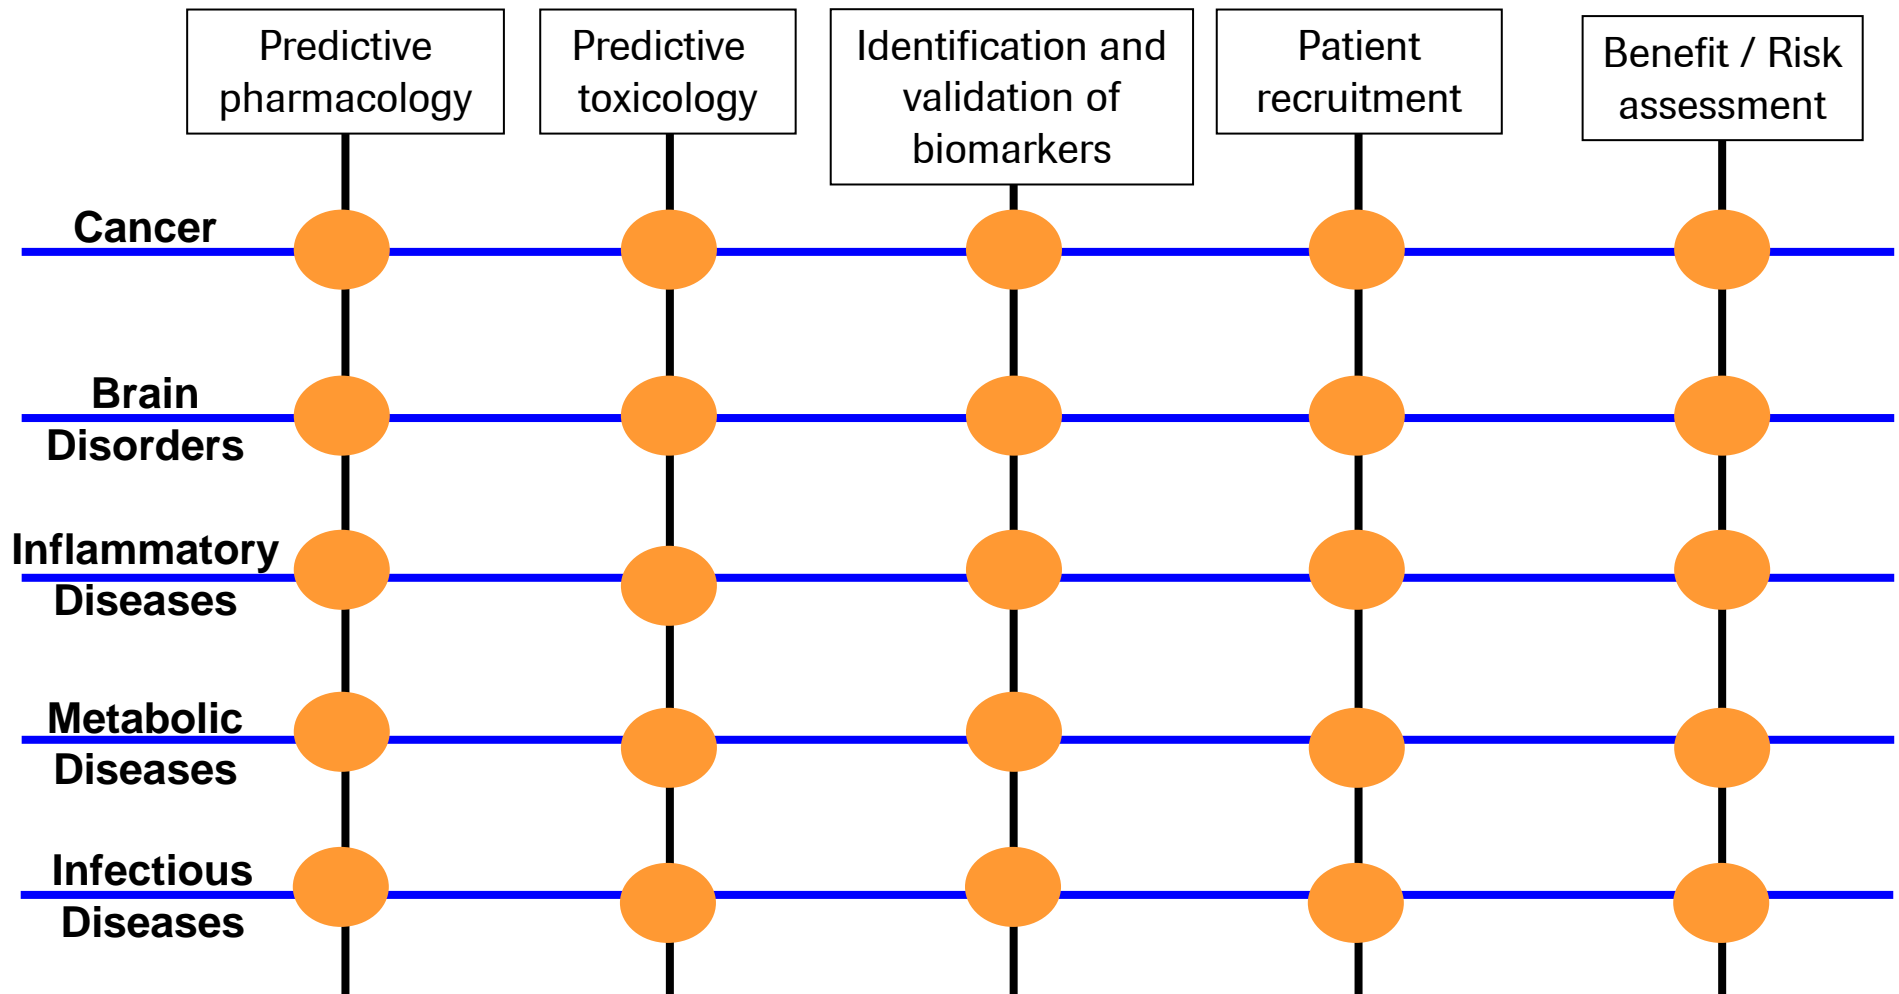 Predictive
pharmacology
Predictive
toxicology
Identification and
validation of
biomarkers
Patient
recruitment
Benefit / Risk
assessment
Cancer
Brain
Disorders
Inflammatory
Diseases
Metabolic
Diseases
Infectious
Diseases